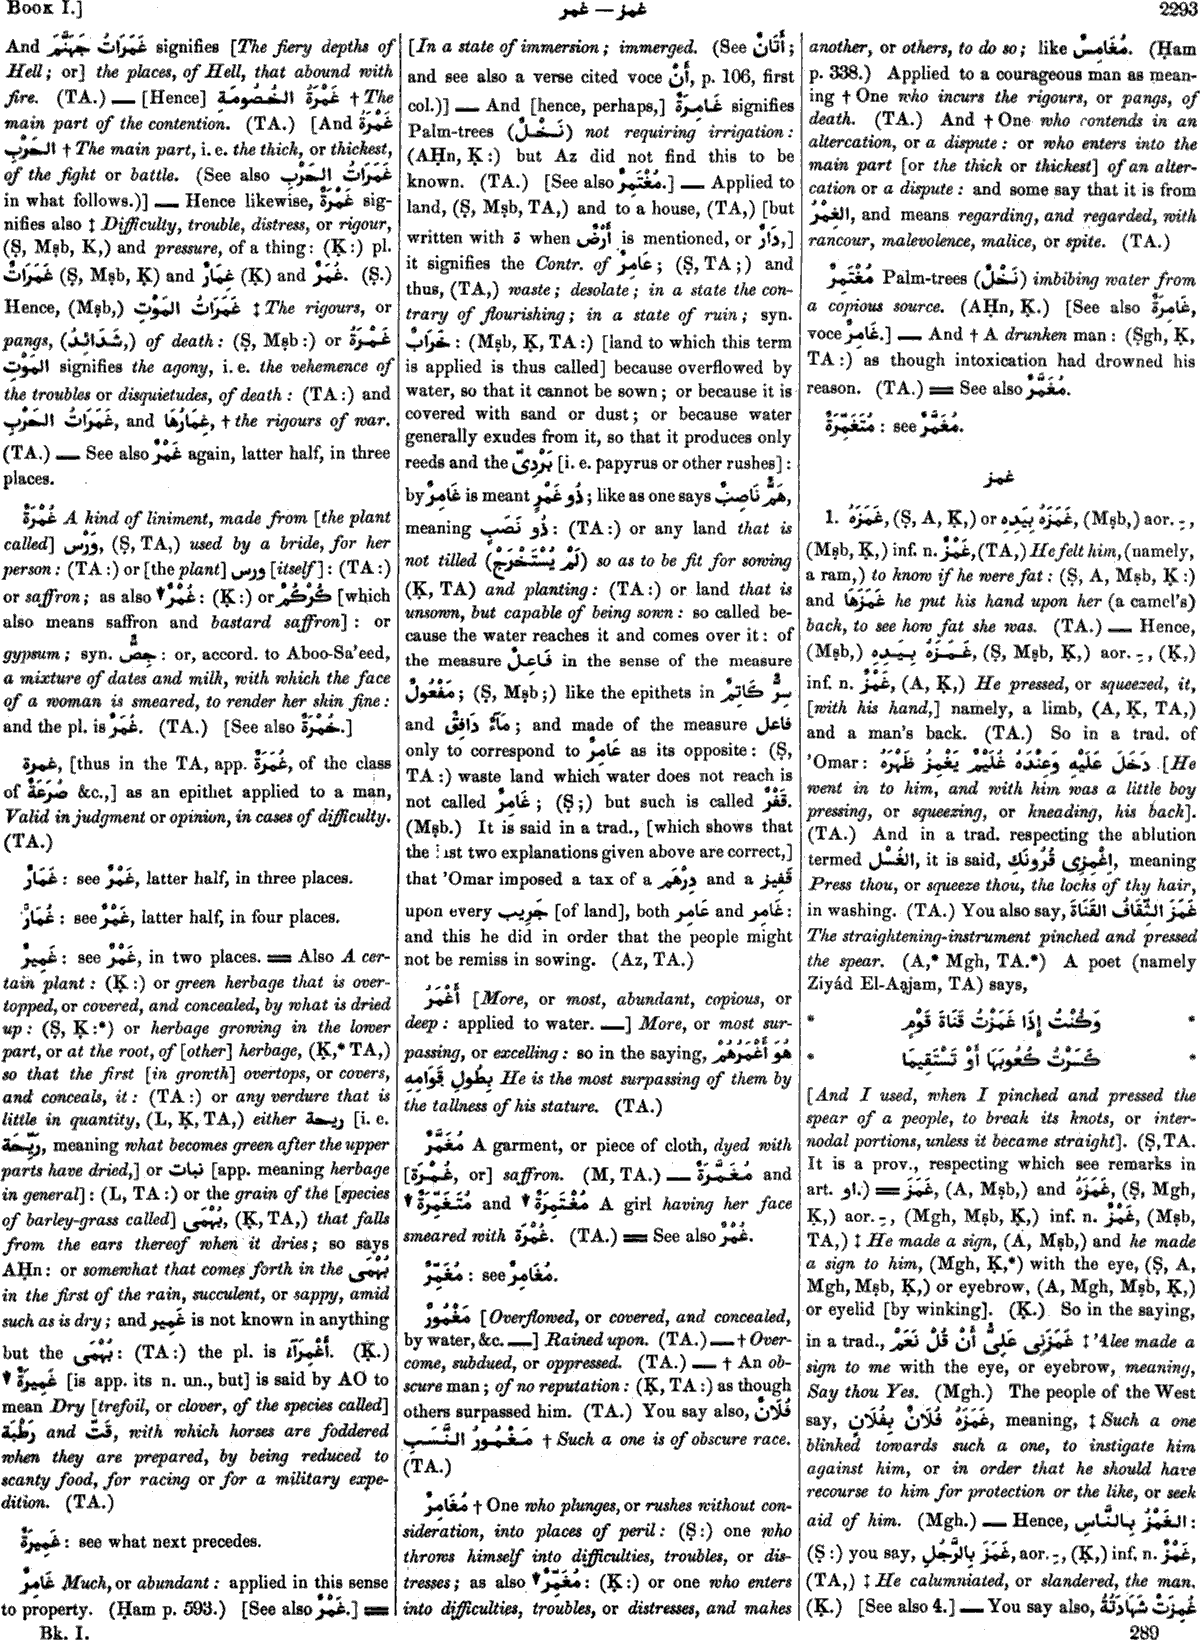 BOOK I.]
غمز — غمر
2293
And غَمَرَاتُ جَهَنَّمَ signifies [The fiery depths of
Hell; or] the places, of Hell, that abound with
fire. (TA.) — [Hence] غَمْرَةُ الخُصُومَةِ † The
main part of the contention. (TA.) [And غَمْرَةُ
الحَرْبِ † The main part, i. e. the thick, or thickest,
of the fight or battle. (See also غَمَرَاتُ الحَرْبِ
in what follows.)] — Hence likewise, غَمْرَةٌ sig-
nifies also ‡ Difficulty, trouble, distress, or rigour,
(Ṣ, Mṣb, K,) and pressure, of a thing: (Ḳ:) pl.
غَمَرَاتٌ (Ṣ, Mṣb, Ḳ) and غِمَارٌ (Ḳ) and غُمَرٌ. (Ṣ.)
Hence, (Mṣb,) غَمَرَاتُ المَوْتِ ‡ The rigours, or
pangs, (شَدَائِدُ,) of death: (Ṣ, Mṣb:) or غَمْرَةُ
المَوْتِ signifies the agony, i. e. the vehemence of
the troubles or disquietudes, of death: (TA:) and
غَمَرَاتُ الحَرْبِ, and غِمَارُهَا, † the rigours of war.
(TA.) — See also غَمْرٌ again, latter half, in three
places.
غُمْرَةٌ A kind of liniment, made from [the plant
called] وَرْس, (Ṣ, TA,) used by a bride, for her
person: (TA:) or [the plant] ورس [itself]: (TA:)
or saffron; as also ▼ غُمْرٌ: (Ḳ:) or كُرْكُم [which
also means saffron and bastard saffron]: or
gypsum; syn. جِصّ: or, accord. to Aboo-Sa'eed,
a mixture of dates and milk, with which the face
of a woman is smeared, to render her skin fine:
and the pl. is غُمَرٌ. (TA.) [See also خُمْرَةٌ.]
غمرة, [thus in the TA, app. غُمَرَةٌ, of the class
of صُرَعَةٌ &c.,] as an epithet applied to a man,
Valid in judgment or opinion, in cases of difficulty.
(TA.)
غَمَارٌ: see غَمْرٌ, latter half, in three places.
غُمَارٌ: see غَمْرٌ, latter half, in four places.
غَمِيرٌ: see غَمْرٌ, in two places. = Also A cer-
tain plant: (Ḳ:) or green herbage that is over-
topped, or covered, and concealed, by what is dried
up: (Ṣ, Ḳ:*) or herbage growing in the lower
part, or at the root, of [other] herbage, (Ḳ,* TA,)
so that the first [in growth] overtops, or covers,
and conceals, it: (TA:) or any verdure that is
little in quantity, (L, Ḳ, TA,) either ريحة [i. e.
رَيِّحَة, meaning what becomes green after the upper
parts have dried,] or نبات [app. meaning herbage
in general]: (L, TA:) or the grain of the [species
of barley-grass called] بُهْمَى, (Ḳ, TA,) that falls
from the ears thereof when it dries; so says
AḤn: or somewhat that comes forth in the بُهْمَى
in the first of the rain, succulent, or sappy, amid
such as is dry; and غَمِير is not known in anything
but the بُهْمَى: (TA:) the pl. is أَغْمِرَآءُ. (Ḳ.)
▼ غَمِيرَةٌ [is app. its n. un., but] is said by AO to
mean Dry [trefoil, or clover, of the species called]
رَطْبَة and قَتّ, with which horses are foddered
when they are prepared, by being reduced to
scanty food, for racing or for a military expe-
dition. (TA.)
غَمِيرَةٌ: see what next precedes.
غَامِرٌ Much, or abundant: applied in this sense
to property. (Ḥam p. 593.) [See also غَمْرٌ.] =
Bk. I.
[In a state of immersion; immerged. (See أَتَانٌ;
and see also a verse cited voce أَنْ, p. 106, first
col.)] — And [hence, perhaps,] غَامِرَةٌ signifies
Palm-trees (نَخْلٌ) not requiring irrigation:
(AḤn, Ḳ:) but Az did not find this to be
known. (TA.) [See also مُغْتَمِرٌ.] — Applied to
land, (Ṣ, Mṣb, TA,) and to a house, (TA,) [but
written with ة when أَرْضٌ is mentioned, or دَارٌ,]
it signifies the Contr. of عَامِرٌ; (Ṣ, TA;) and
thus, (TA,) waste; desolate; in a state the con-
trary of flourishing; in a state of ruin; syn.
خَرَابٌ: (Mṣb, Ḳ, TA:) [land to which this term
is applied is thus called] because overflowed by
water, so that it cannot be sown; or because it is
covered with sand or dust; or because water
generally exudes from it, so that it produces only
reeds and the بَرْدِىّ [i. e. papyrus or other rushes]:
by غَامِرٌ is meant ذُو غَمْرٍ; like as one says هَمٌّ نَاصِبٌ,
meaning ذُو نَصَبٍ: (TA:) or any land that is
not tilled (لَمْ يُسْتَخْرَجْ) so as to be fit for sowing
(Ḳ, TA) and planting: (TA:) or land that is
unsown, but capable of being sown: so called be-
cause the water reaches it and comes over it: of
the measure فَاعِلٌ in the sense of the measure
مَفْعُولٌ; (Ṣ, Mṣb;) like the epithets in سِرٌّ كَاتِمٌ
and مَآءٌ دَافِقٌ; and made of the measure فاعل
only to correspond to عَامِرٌ as its opposite: (Ṣ,
TA:) waste land which water does not reach is
not called غَامِرٌ; (Ṣ;) but such is called قَفْرٌ.
(Mṣb.) It is said in a trad., [which shows that
the ist two explanations given above are correct,]
that 'Omar imposed a tax of a دِرْهَم and a قَفِيز
upon every جَرِيب [of land], both عَامِر and غَامِر:
and this he did in order that the people might
not be remiss in sowing. (Az, TA.)
أَغْمَرُ [More, or most, abundant, copious, or
deep: applied to water. —] More, or most sur-
passing, or excelling: so in the saying, هُوَ أَغْمَرُهُمْ
بِطُولِ قَوَامِهِ He is the most surpassing of them by
the tallness of his stature. (TA.)
مُغَمَّرٌ A garment, or piece of cloth, dyed with
[غُمْرَة, or] saffron. (M, TA.) — مُغَمَّرَةٌ and
▼ مُتَغَمِّرَةٌ and ▼ مُغْتَمِرَةٌ A girl having her face
smeared with غُمْرَة. (TA.) = See also غُمْرٌ.
مُغَمِّرٌ: see مُغَامِرٌ.
مَغْمُورٌ [Overflowed, or covered, and concealed,
by water, &c. —] Rained upon. (TA.) — † Over-
come, subdued, or oppressed. (TA.) — † An ob-
scure man; of no reputation: (Ḳ, TA:) as though
others surpassed him. (TA.) You say also, فُلَانٌ
مَغْمُورُ النَّسَبِ † Such a one is of obscure race.
(TA.)
مُغَامِرٌ † One who plunges, or rushes without con-
sideration, into places of peril: (Ṣ:) one who
throws himself into difficulties, troubles, or dis-
tresses; as also ▼ مُغَمِّرٌ: (Ḳ:) or one who enters
into difficulties, troubles, or distresses, and makes
another, or others, to do so; like مُغَامِسٌ. (Ḥam
p. 338.) Applied to a courageous man as mean-
ing † One who incurs the rigours, or pangs, of
death. (TA.) And † One who contends in an
altercation, or a dispute: or who enters into the
main part [or the thick or thickest] of an alter-
cation or a dispute: and some say that it is from
الغِمْرُ, and means regarding, and regarded, with
rancour, malevolence, malice, or spite. (TA.)
مُغْتَمِرٌ Palm-trees (نَخْلٌ) imbibing water from
a copious source. (AḤn, Ḳ.) [See also غَامِرَةٌ,
voce غَامِرٌ.] — And † A drunken man: (Ṣgh, Ḳ,
TA:) as though intoxication had drowned his
reason. (TA.) = See also مُغَمَّرٌ.
مُتَغَمِّرَةٌ: see مُغَمَّرٌ.
غمز
1. غَمَزَهُ, (Ṣ, A, Ḳ,) or غَمَزَهُ بِيَدِهِ, (Mṣb,) aor. ـِ,
(Mṣb, Ḳ,) inf. n. غَمْزٌ, (TA,) He felt him, (namely,
a ram,) to know if he were fat: (Ṣ, A, Mṣb, Ḳ:)
and غَمَزَهَا he put his hand upon her (a camel's)
back, to see how fat she was. (TA.) — Hence,
(Mṣb,) غَمَزَهُ بِيَدِهِ, (Ṣ, Mṣb, Ḳ,) aor. ـِ, (Ḳ,)
inf. n. غَمْزٌ, (A, Ḳ,) He pressed, or squeezed, it,
[with his hand,] namely, a limb, (A, Ḳ, TA,)
and a man's back. (TA.) So in a trad. of
'Omar: دَخَلَ عَلَيْهِ وَعِنْدَهُ غُلَيِّمٌ يَغْمِزُ ظَهْرَهُ [He
went in to him, and with him was a little boy
pressing, or squeezing, or kneading, his back].
(TA.) And in a trad. respecting the ablution
termed الغُسْل, it is said, اِغْمِزِى قُرُونَكِ, meaning
Press thou, or squeeze thou, the locks of thy hair,
in washing. (TA.) You also say, غَمَزَ الثِّقَافُ القَنَاةَ
The straightening-instrument pinched and pressed
the spear. (A,* Mgh, TA.*) A poet (namely
Ziyád El-Aạjam, TA) says,
* وَكُنْتُ إِذَا غَمَزْتُ قَنَاةَ قَوْمٍ *
* كَسَرْتُ كُعُوبَهَا أَوْ تَسْتَقِيمَا *
[And I used, when I pinched and pressed the
spear of a people, to break its knots, or inter-
nodal portions, unless it became straight]. (Ṣ, TA.
It is a prov., respecting which see remarks in
art. او.) = غَمَزَ, (A, Mṣb,) and غَمَزَهُ, (Ṣ, Mgh,
Ḳ,) aor. ـِ, (Mgh, Mṣb, Ḳ,) inf. n. غَمْزٌ, (Mṣb,
TA,) ‡ He made a sign, (A, Mṣb,) and he made
a sign to him, (Mgh, Ḳ,*) with the eye, (Ṣ, A,
Mgh, Mṣb, Ḳ,) or eyebrow, (A, Mgh, Mṣb, Ḳ,)
or eyelid [by winking]. (Ḳ.) So in the saying,
in a trad., غَمَزَنِى عَلِىٌّ أَنْ قُلْ نَعَمْ ‡ 'Alee made a
sign to me with the eye, or eyebrow, meaning,
Say thou Yes. (Mgh.) The people of the West
say, غَمَزَهُ فُلَانٌ بِفُلَانٍ, meaning, ‡ Such a one
blinked towards such a one, to instigate him
against him, or in order that he should have
recourse to him for protection or the like, or seek
aid of him. (Mgh.) — Hence, الغَمْزُ بِالنَّاسِ:
(Ṣ:) you say, غَمَزَ بِالرَّجُلِ, aor. ـِ, (Ḳ,) inf. n. غَمْزٌ,
(TA,) ‡ He calumniated, or slandered, the man.
(Ḳ.) [See also 4.] — You say also, غُمِزَتْ شَهَادَتُهُ
289